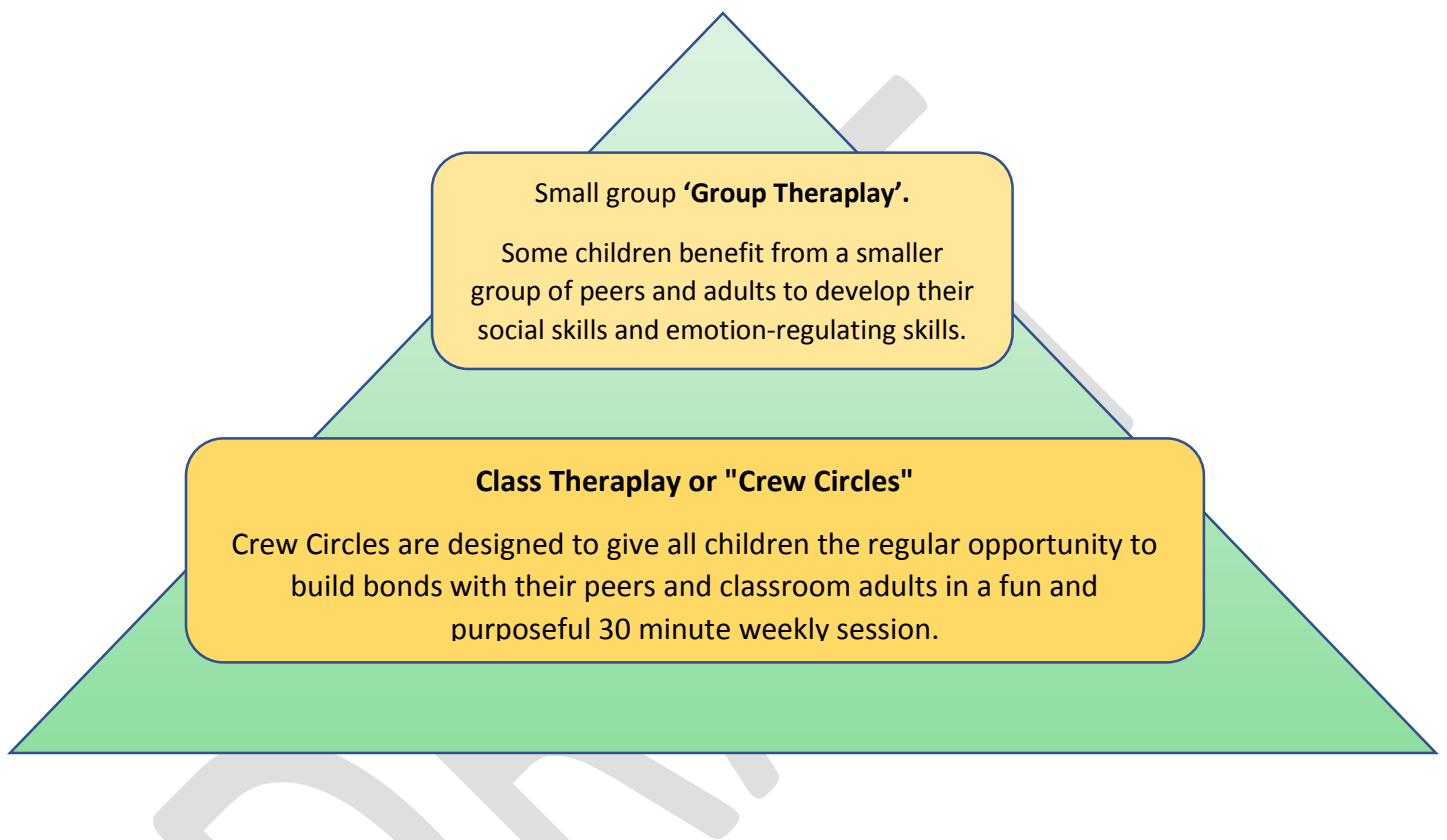 Small group ‘Group Theraplay’.
Some children benefit from a smaller
group of peers and adults to develop their
social skills and emotion-regulating skills.
Class Theraplay or "Crew Circles"
Crew Circles are designed to give all children the regular opportunity to
build bonds with their peers and classroom adults in a fun and
purposeful 30 minute weekly session.